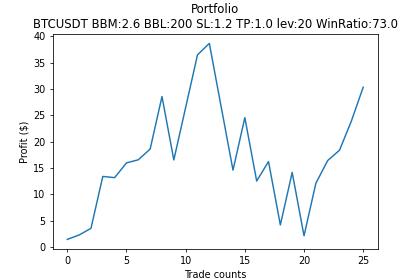 Portfolio
BTCUSDT BBM:2.6 BBL:200 SL:1.2 TP:1.0 lev:20 WinRatio:73.0
40
35
30
25
20
15
10
5
0
Profit ($)
0 5 10 15 20 25
Trade counts